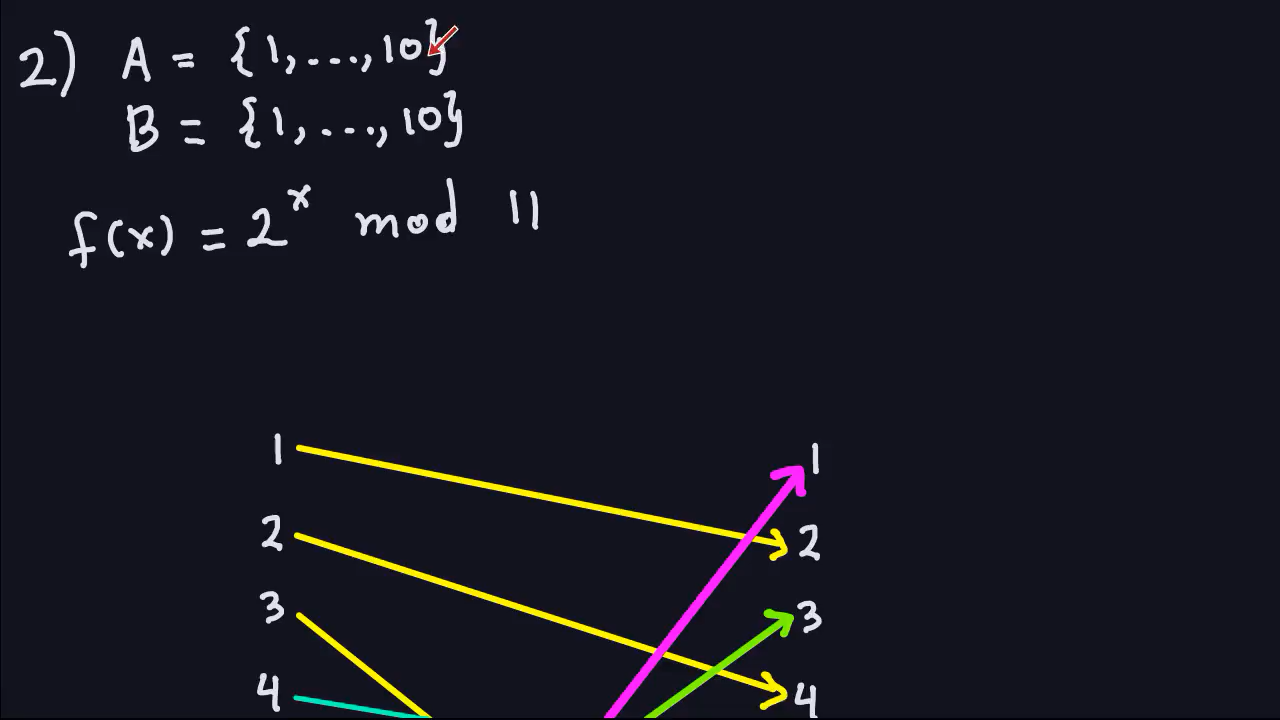 2) A = {1,...,10}
B = {1,...,10}
f(x) = 2^x mod 11
1 1
2 2
3 3
4 4